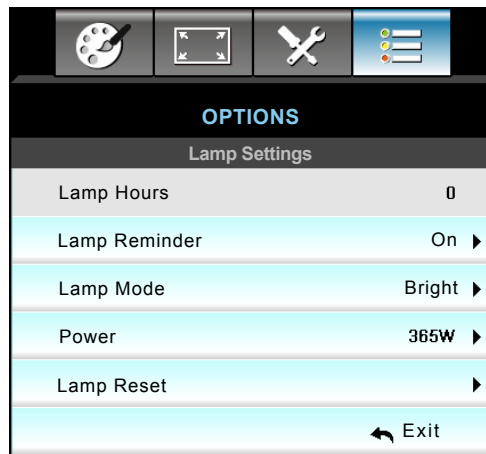 OPTIONS
Lamp Settings
Lamp Hours 0
Lamp Reminder On
Lamp Mode Bright
Power 365W
Lamp Reset
Exit